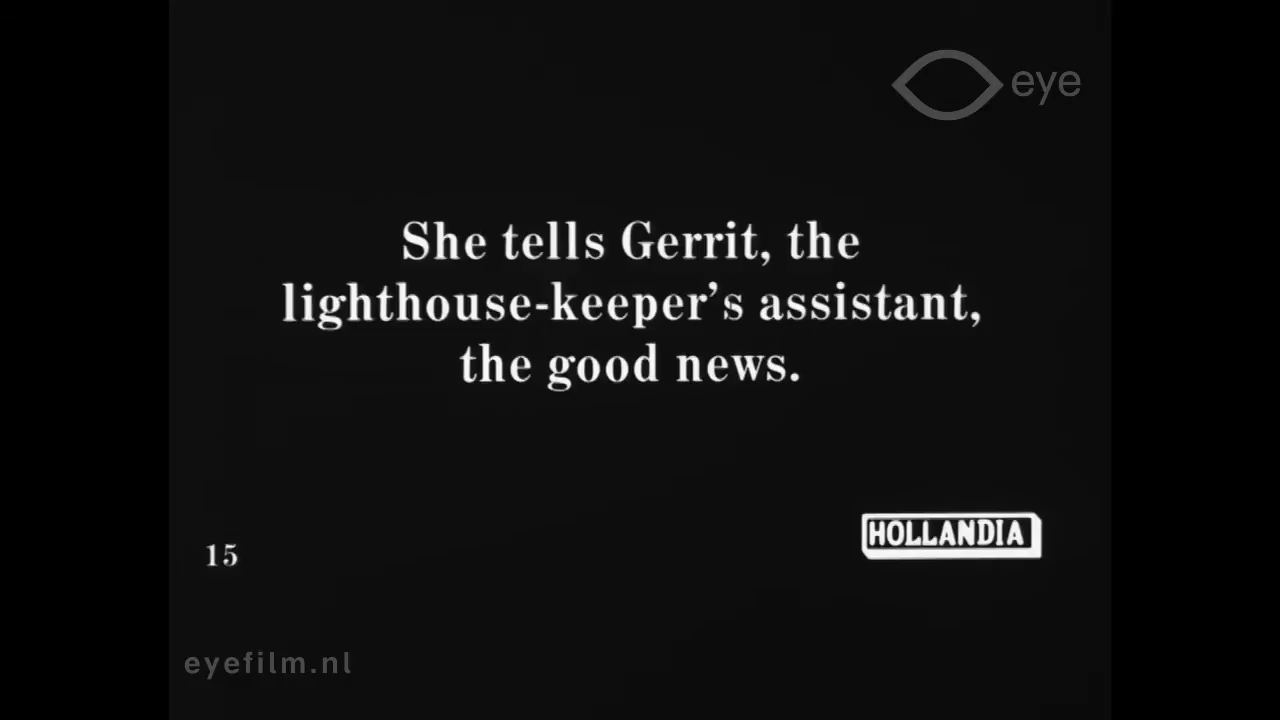 eye
She tells Gerrit, the
lighthouse-keeper’s assistant,
the good news.
HOLLANDIA
15
eyefilm.nl